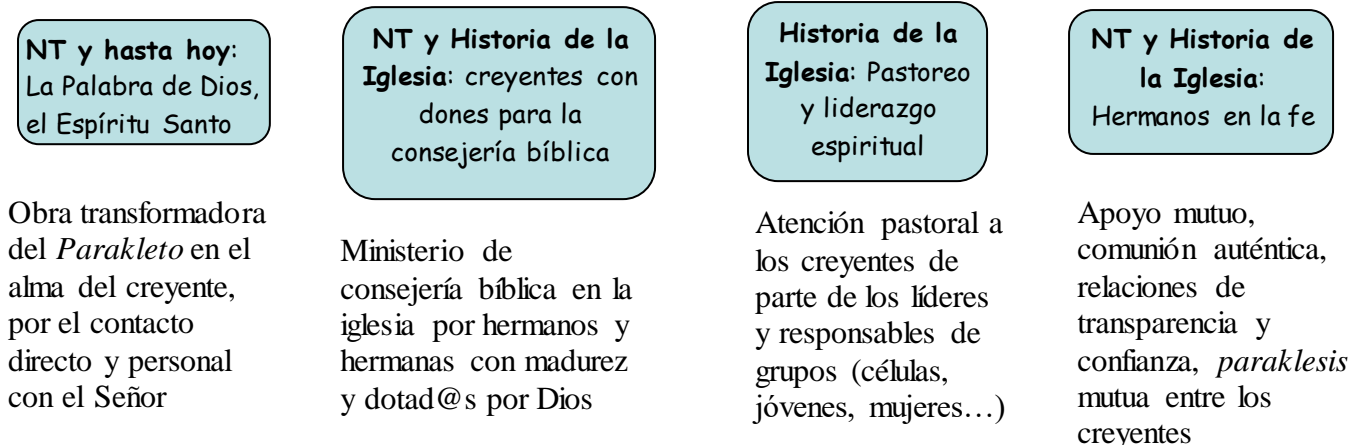 NT y hasta hoy:
La Palabra de Dios,
el Espíritu Santo
Obra transformadora
del Parakleto en el
alma del creyente,
por el contacto
directo y personal
con el Señor
NT y Historia de la
Iglesia: creyentes con
dones para la
consejería bíblica
Ministerio de
consejería bíblica en la
iglesia por hermanos y
hermanas con madurez
y dotad@s por Dios
Historia de la
Iglesia: Pastoreo
y liderazgo
espiritual
Atención pastoral a
los creyentes de
parte de los líderes
y responsables de
grupos (células,
jóvenes, mujeres…)
NT y Historia de
la Iglesia:
Hermanos en la fe
Apoyo mutuo,
comunión auténtica,
relaciones de
transparencia y
confianza, paraklesis
mutua entre los
creyentes